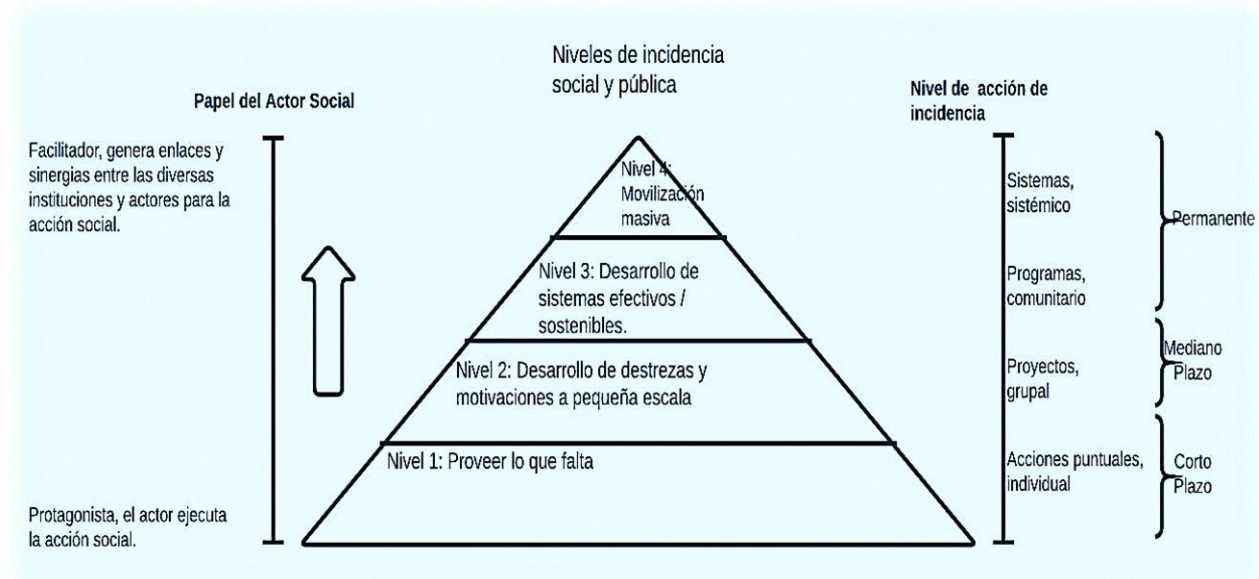 Niveles de incidencia
social y pública
Papel del Actor Social
Nivel de acción de
incidencia
Facilitador, genera enlaces y
sinergias entre las diversas
instituciones y actores para la
acción social.
Nivel 4:
Movilización
masiva
Sistemas,
sistémico
Permanente
Nivel 3: Desarrollo de
sistemas efectivos /
sostenibles.
Programas,
comunitario
Nivel 2: Desarrollo de destrezas y
motivaciones a pequeña escala
Proyectos,
grupal
Mediano
Plazo
Nivel 1: Proveer lo que falta
Acciones puntuales,
individual
Corto
Plazo
Protagonista, el actor ejecuta
la acción social.